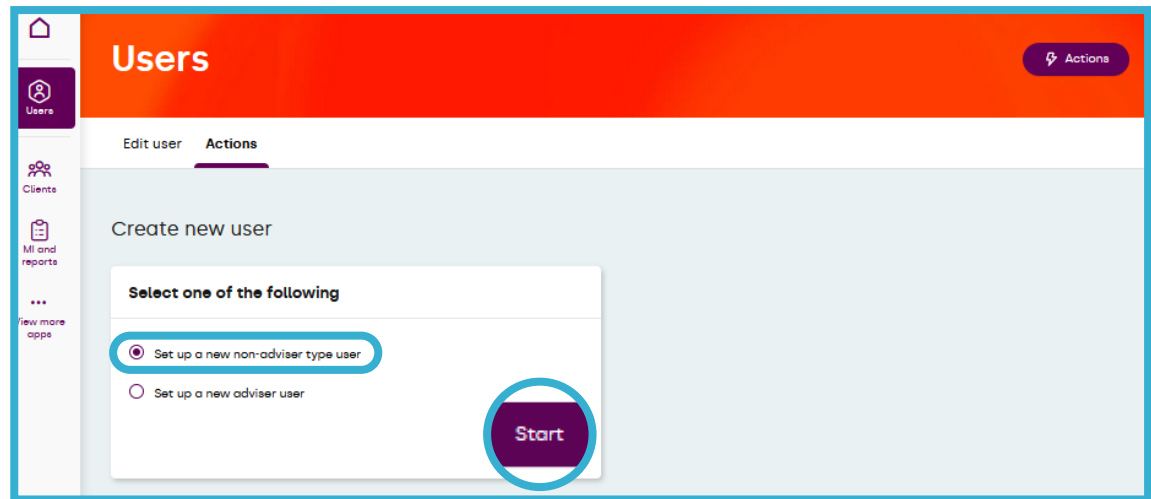 Users
Actions
Users
Edit user Actions
Clients
MI and
reports
Create new user
Select one of the following
View more
apps
Set up a new non-adviser type user
Set up a new adviser user
Start